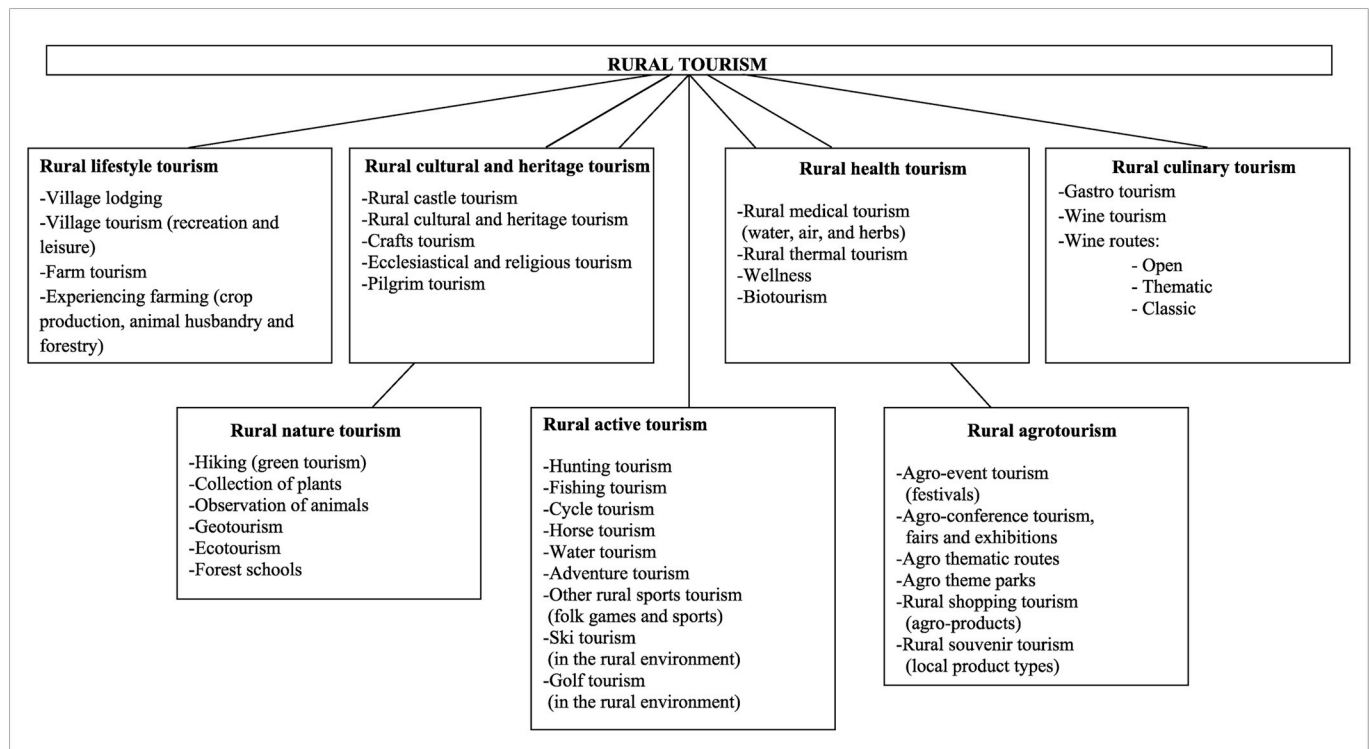 RURAL TOURISM
Rural lifestyle tourism
-Village lodging
-Village tourism (recreation and
leisure)
-Farm tourism
-Experiencing farming (crop
production, animal husbandry and
forestry)
Rural cultural and heritage tourism
-Rural castle tourism
-Rural cultural and heritage tourism
-Crafts tourism
-Ecclesiastical and religious tourism
-Pilgrim tourism
Rural health tourism
-Rural medical tourism
(water, air, and herbs)
-Rural thermal tourism
-Wellness
-Biotourism
Rural culinary tourism
-Gastro tourism
-Wine tourism
-Wine routes:
- Open
- Thematic
- Classic
Rural nature tourism
-Hiking (green tourism)
-Collection of plants
-Observation of animals
-Geotourism
-Ecotourism
-Forest schools
Rural active tourism
-Hunting tourism
-Fishing tourism
-Cycle tourism
-Horse tourism
-Water tourism
-Adventure tourism
-Other rural sports tourism
(folk games and sports)
-Ski tourism
(in the rural environment)
-Golf tourism
(in the rural environment)
Rural agrotourism
-Agro-event tourism
(festivals)
-Agro-conference tourism,
fairs and exhibitions
-Agro thematic routes
-Agro theme parks
-Rural shopping tourism
(agro-products)
-Rural souvenir tourism
(local product types)